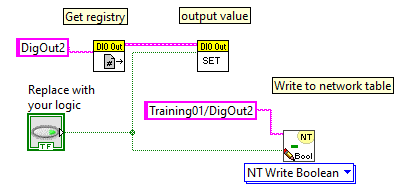 Get registry
output value
DigOut2
DIO Out
#
DIO Out
SET
Replace with
your logic
TF
Write to network table
Training01/DigOut2
NT
Bool
NT Write Boolean